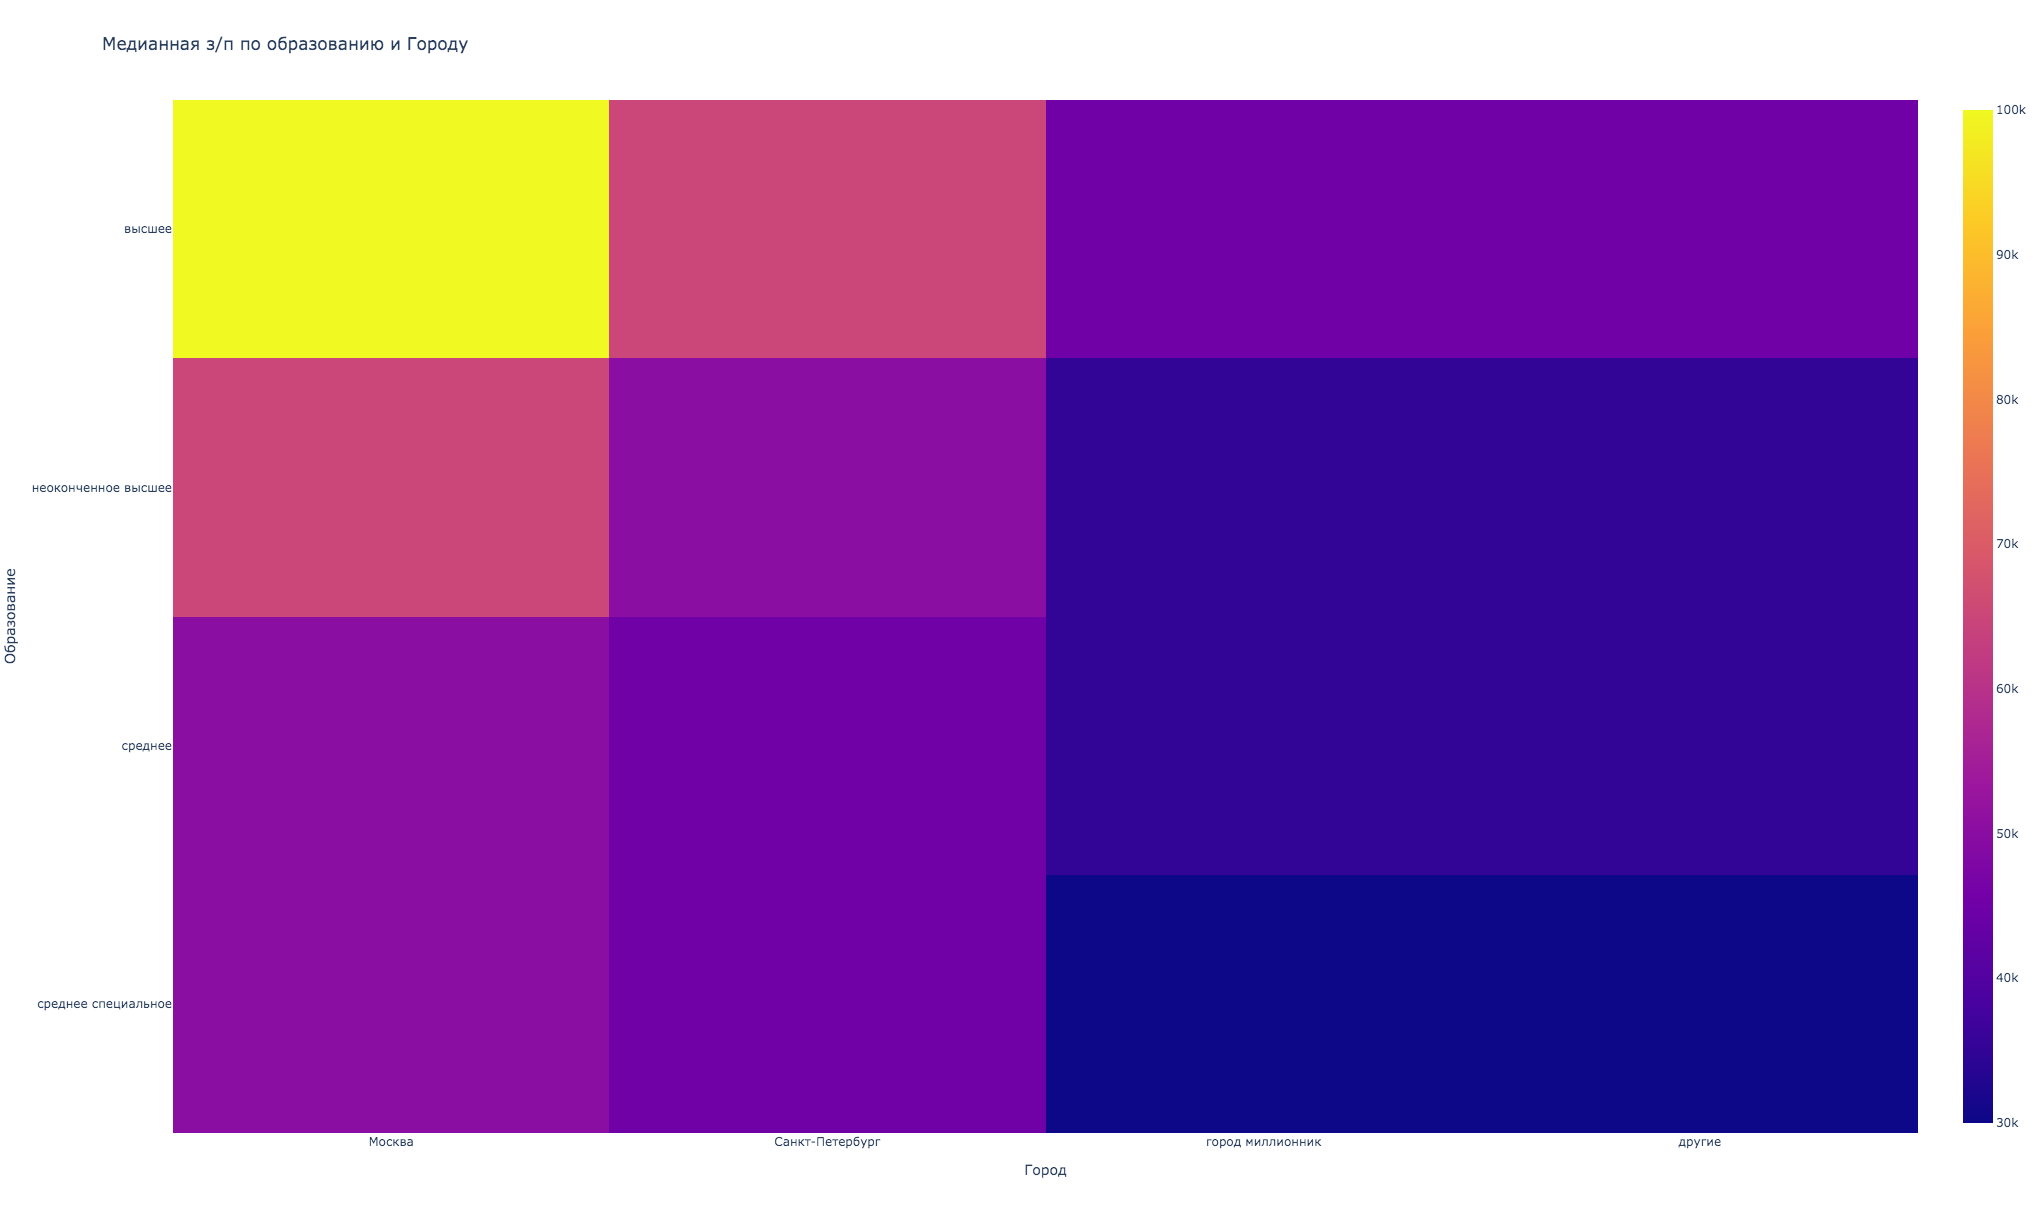 Медианная з/п по образованию и Городу
Образование
высшее
неоконченное высшее
среднее
среднее специальное
Москва
Санкт-Петербург
город миллионник
другие
Город
100k
90k
80k
70k
60k
50k
40k
30k